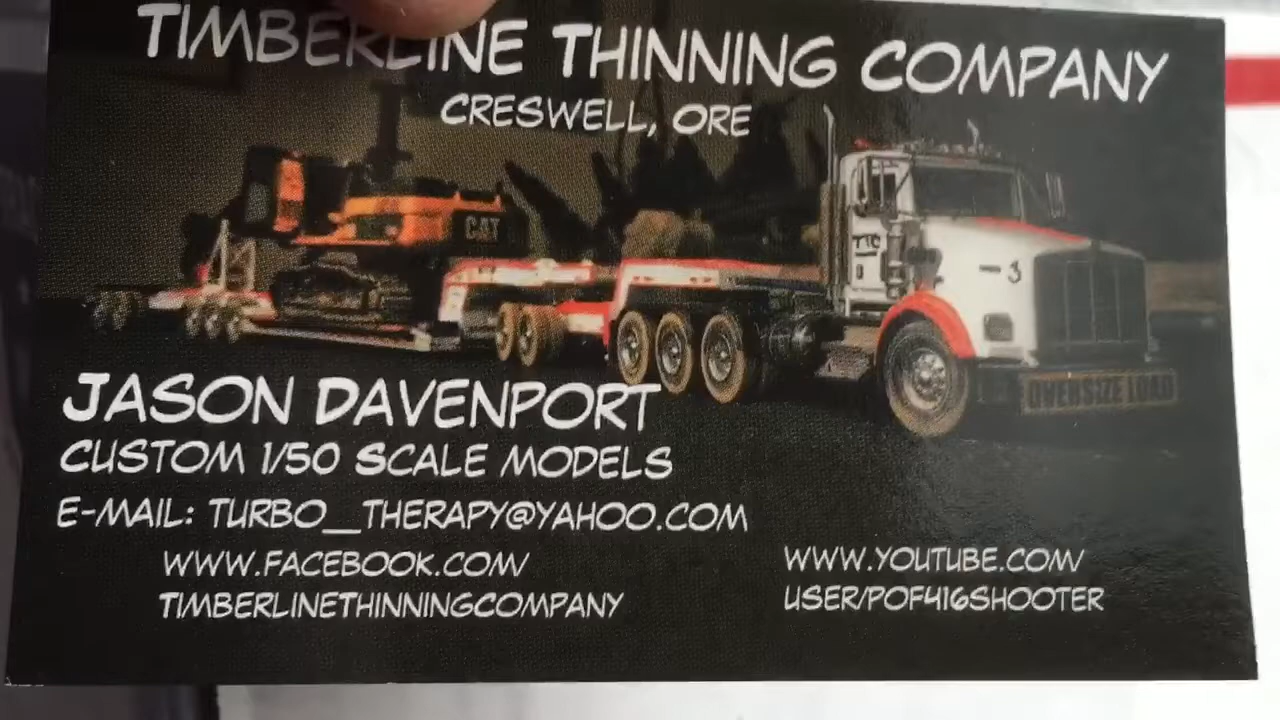 TIMBERLINE THINNING COMPANY
CRESWELL, ORE
CAT
TTC
3
OVERSIZE LOAD
JASON DAVENPORT
CUSTOM 1/50 SCALE MODELS
E-MAIL: TURBO_THERAPY@YAHOO.COM
WWW.FACEBOOK.COM/
TIMBERLINETHINNINGCOMPANY
WWW.YOUTUBE.COM/
USER/POF416SHOOTER